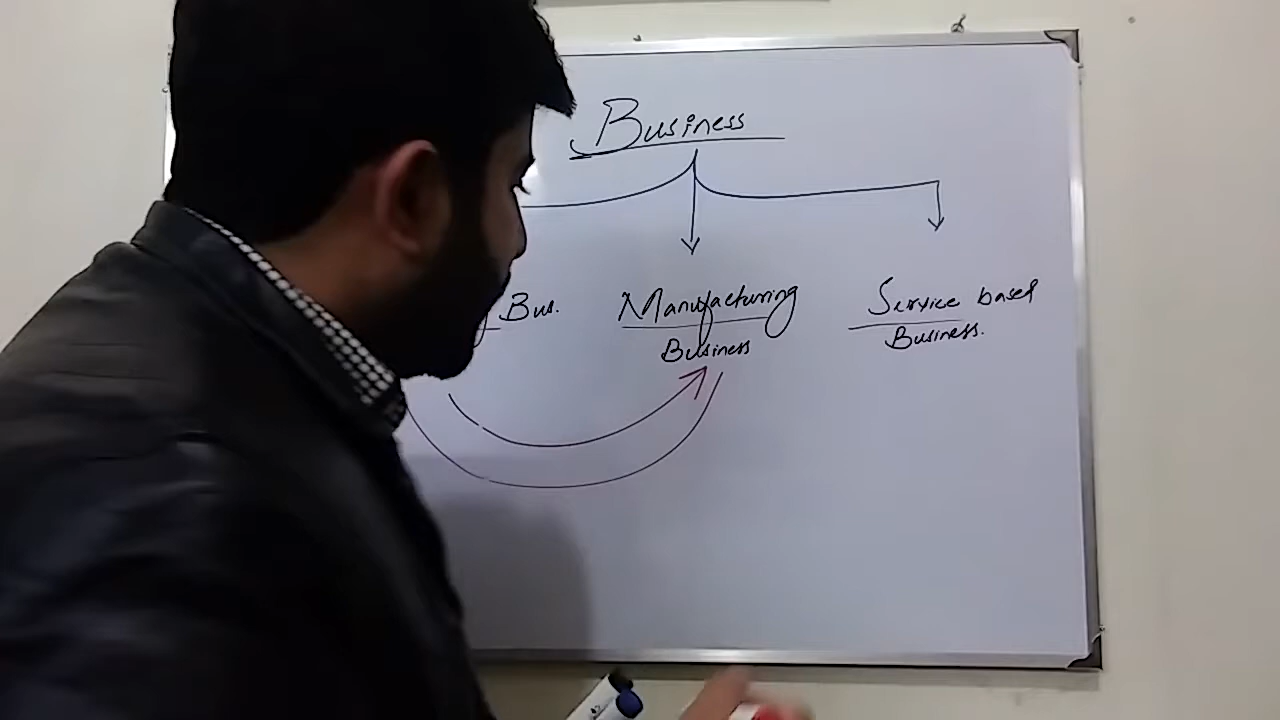 Business
Bus.
Manufacturing
Business
Service based
Business.